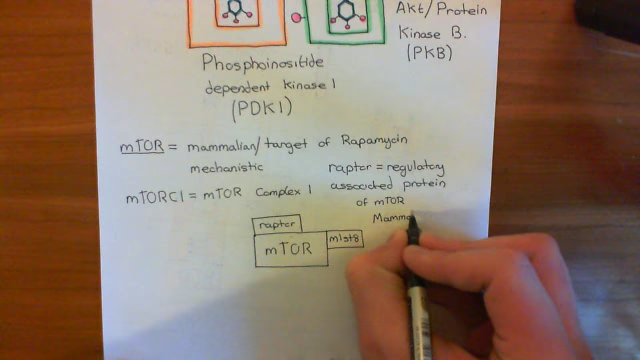 Akt/Protein
Kinase B.
(PKB)
Phosphoinositide
dependent kinase 1
(PDK1)
mTOR = mammalian/ target of Rapamycin
mechanistic
raptor = regulatory
associated protein
of mTOR
mTORC1 = mTOR Complex 1
Mamma
raptor
mlst8
mTOR